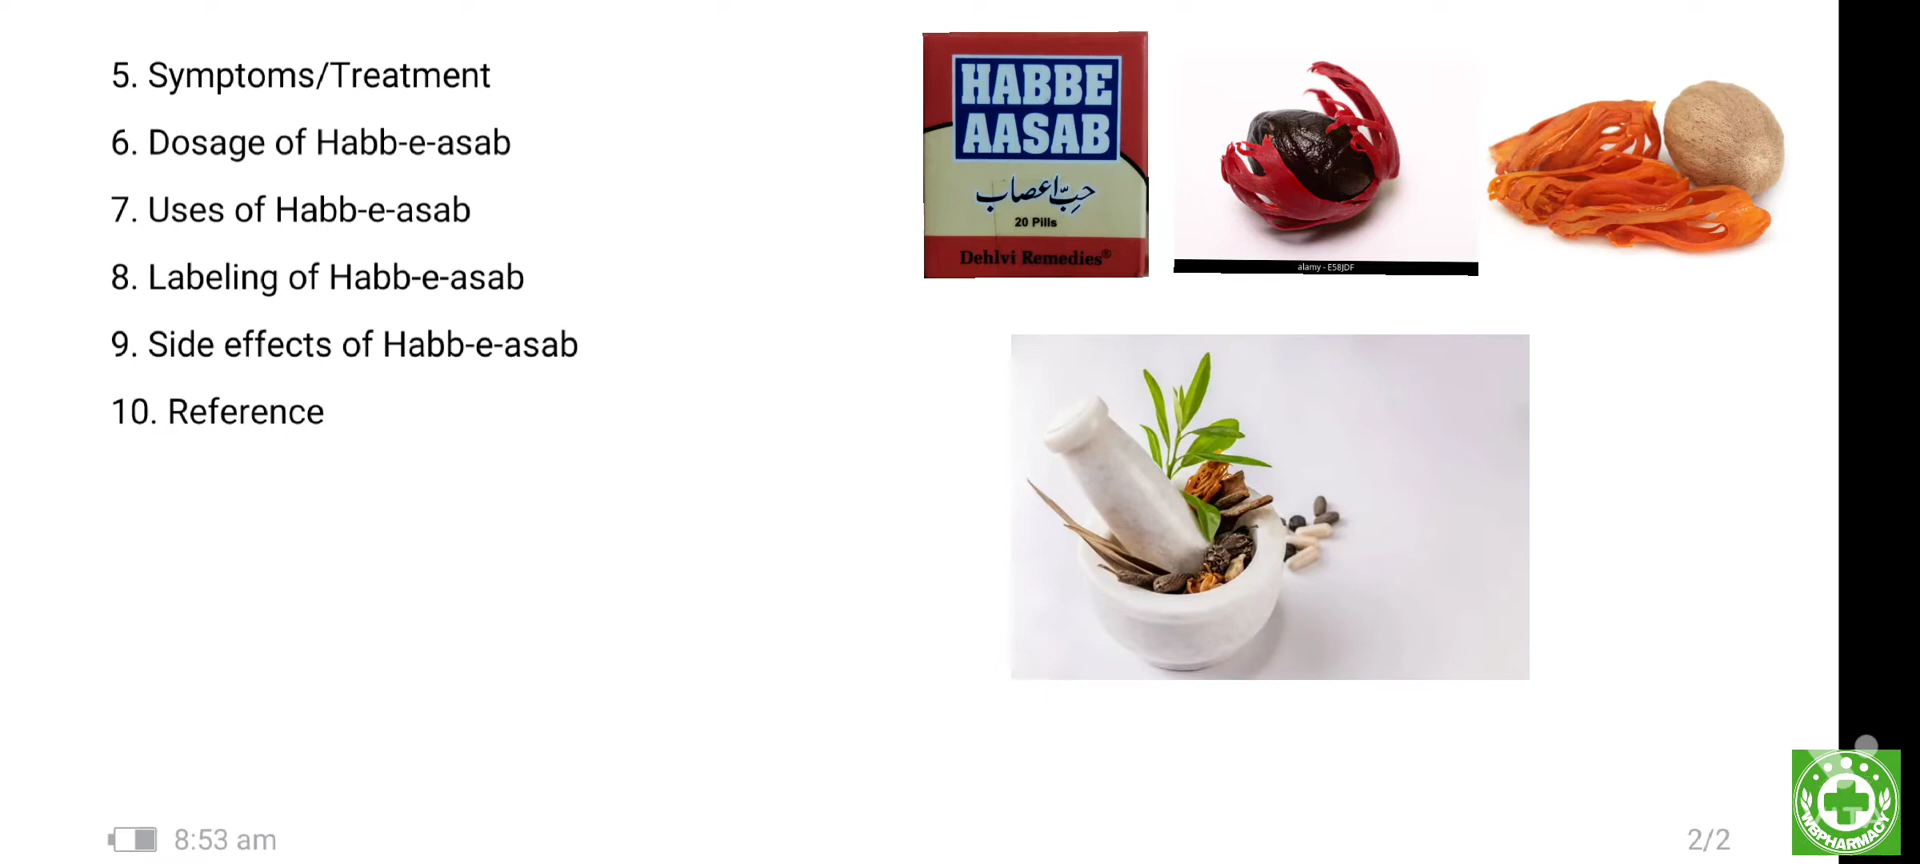 5. Symptoms/Treatment
6. Dosage of Habb-e-asab
7. Uses of Habb-e-asab
8. Labeling of Habb-e-asab
9. Side effects of Habb-e-asab
10. Reference
HABBE
AASAB
حبِّ اعصاب
20 Pills
Dehlvi Remedies®
alamy - E58JDF
8:53 am
2/2
WBPHARMACY